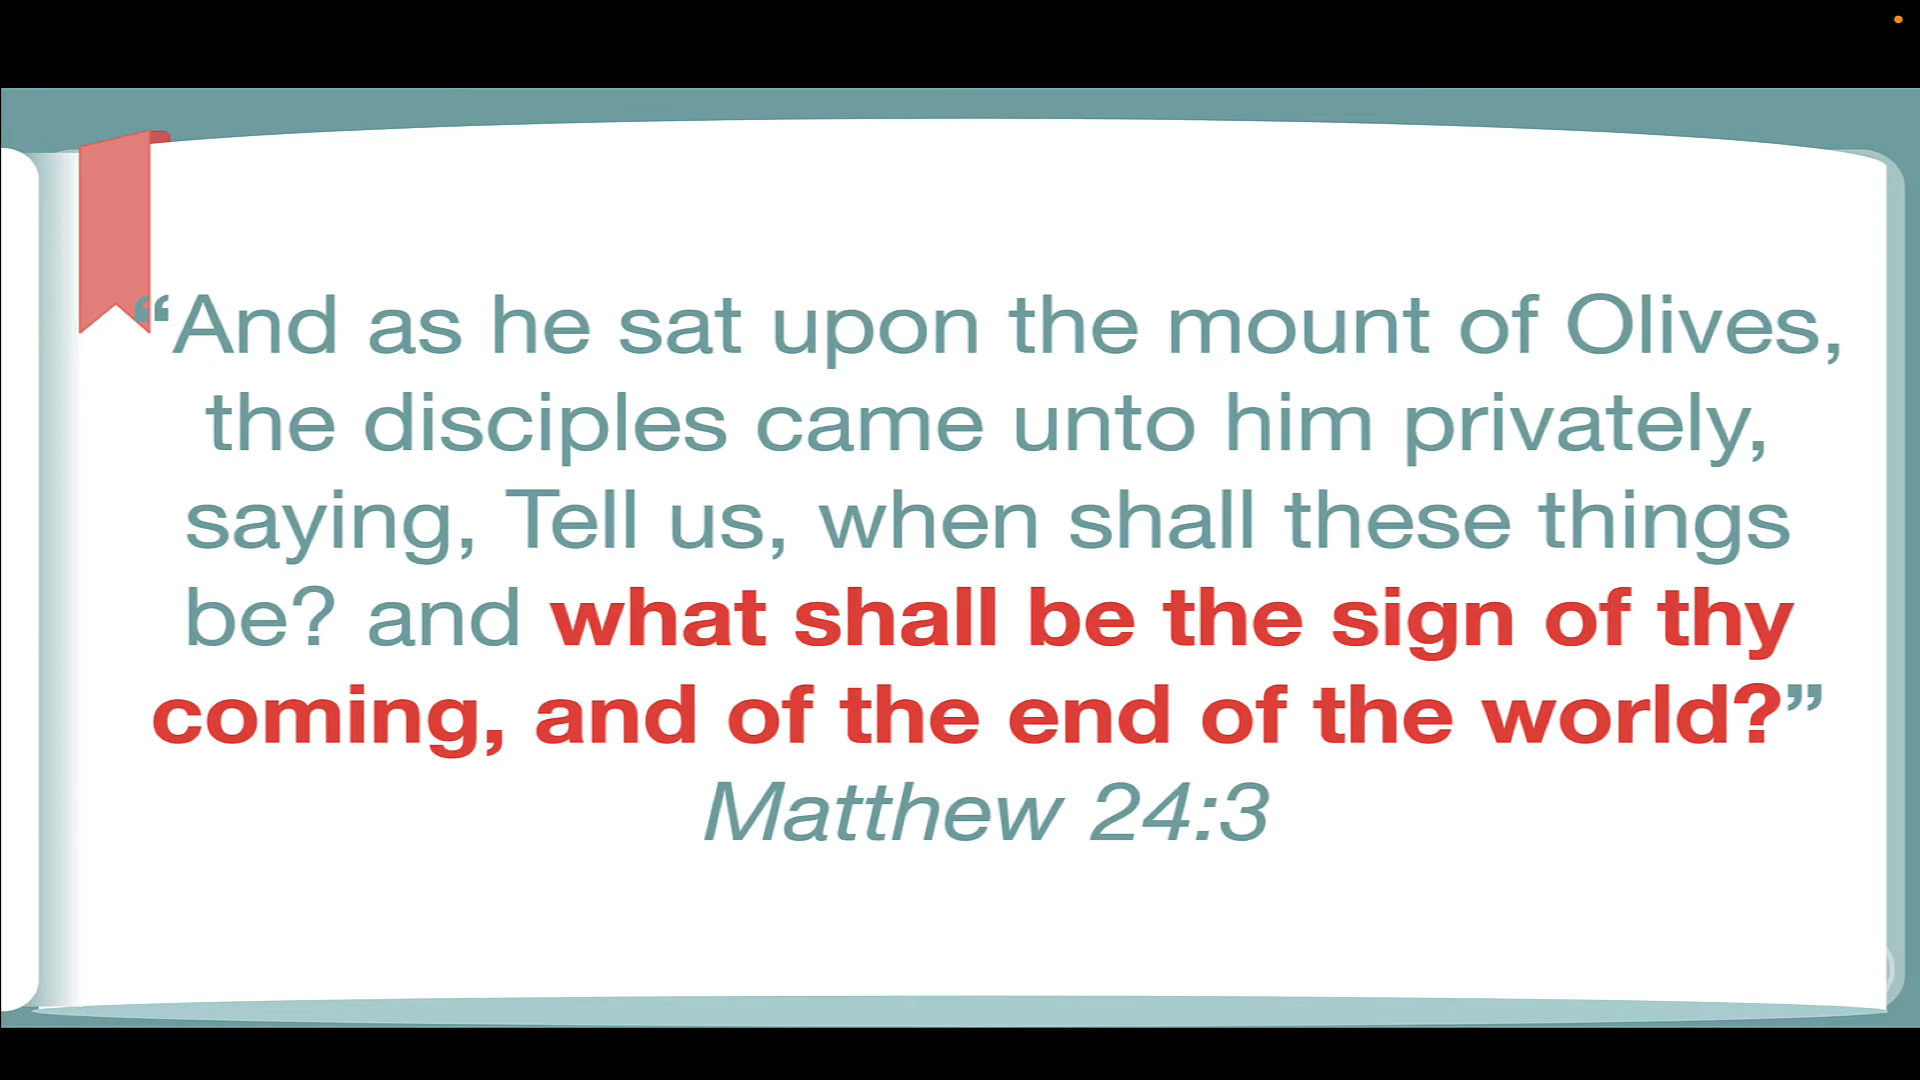 “And as he sat upon the mount of Olives,
the disciples came unto him privately,
saying, Tell us, when shall these things
be? and what shall be the sign of thy
coming, and of the end of the world?”
Matthew 24:3